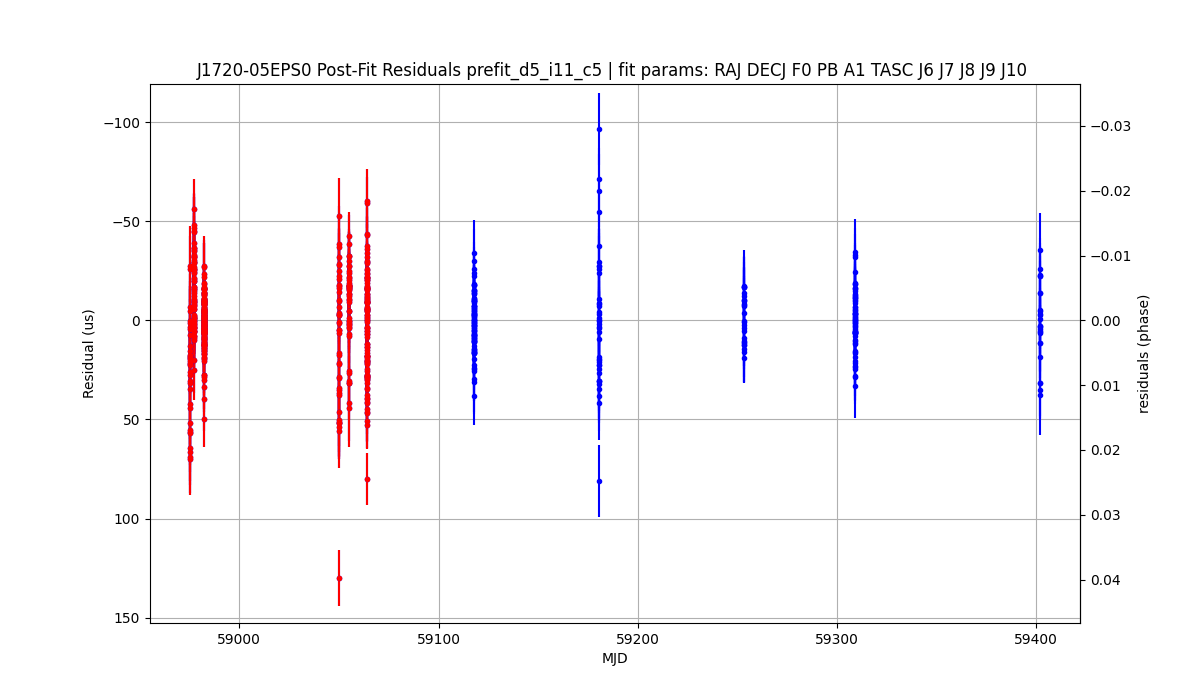 J1720-05EPS0 Post-Fit Residuals prefit_d5_i11_c5 | fit params: RAJ DECJ F0 PB A1 TASC J6 J7 J8 J9 J10
−100
−50
0
50
100
150
Residual (us)
−0.03
−0.02
−0.01
0.00
0.01
0.02
0.03
0.04
residuals (phase)
59000 59100 59200 59300 59400
MJD